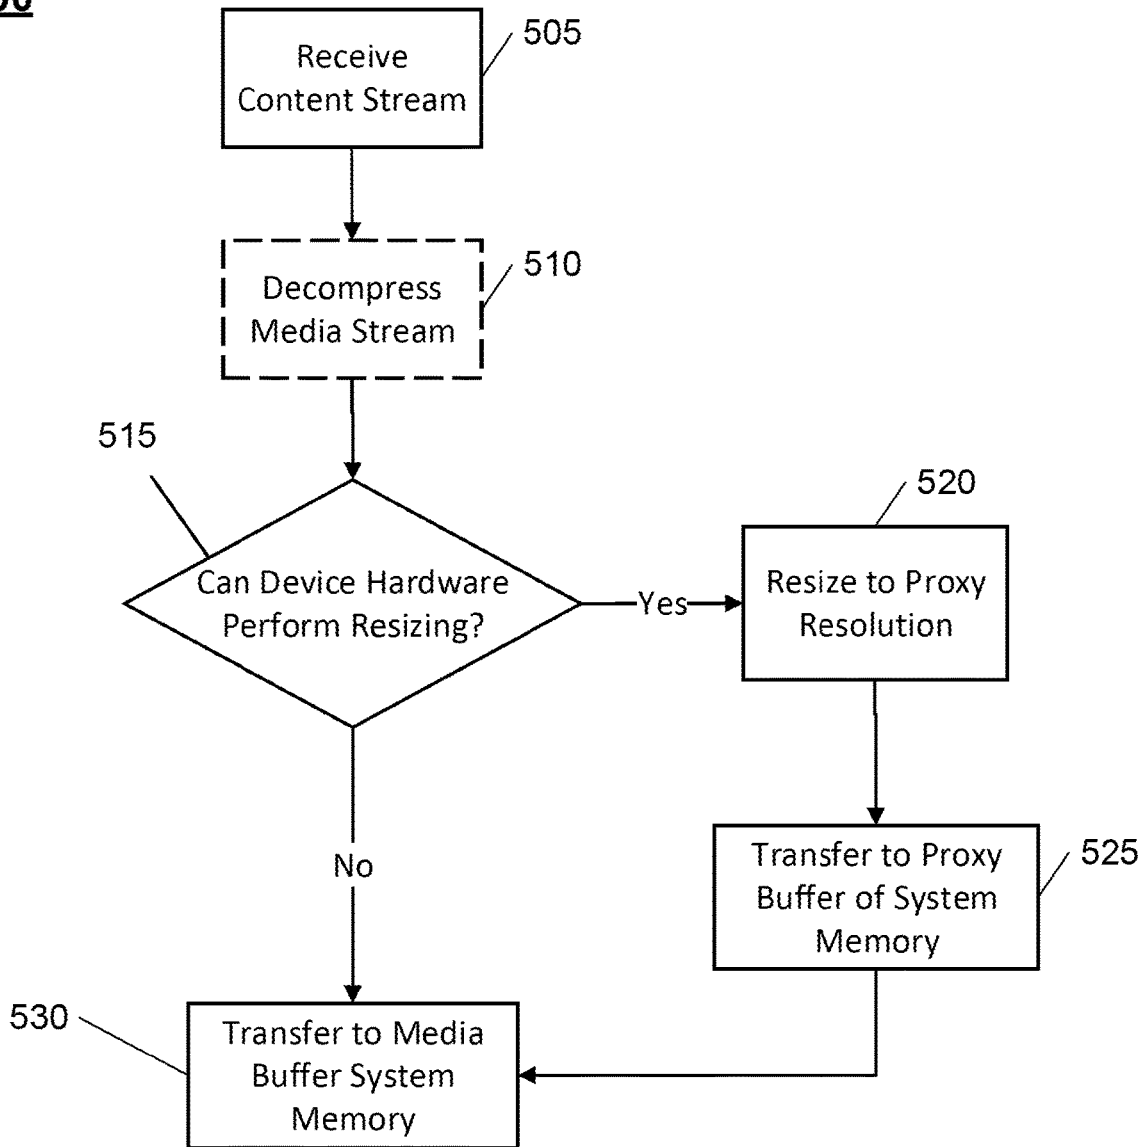 505
Receive
Content Stream
510
Decompress
Media Stream
515
Can Device Hardware
Perform Resizing?
Yes
520
Resize to Proxy
Resolution
No
Transfer to Proxy
Buffer of System
Memory
525
530
Transfer to Media
Buffer System
Memory